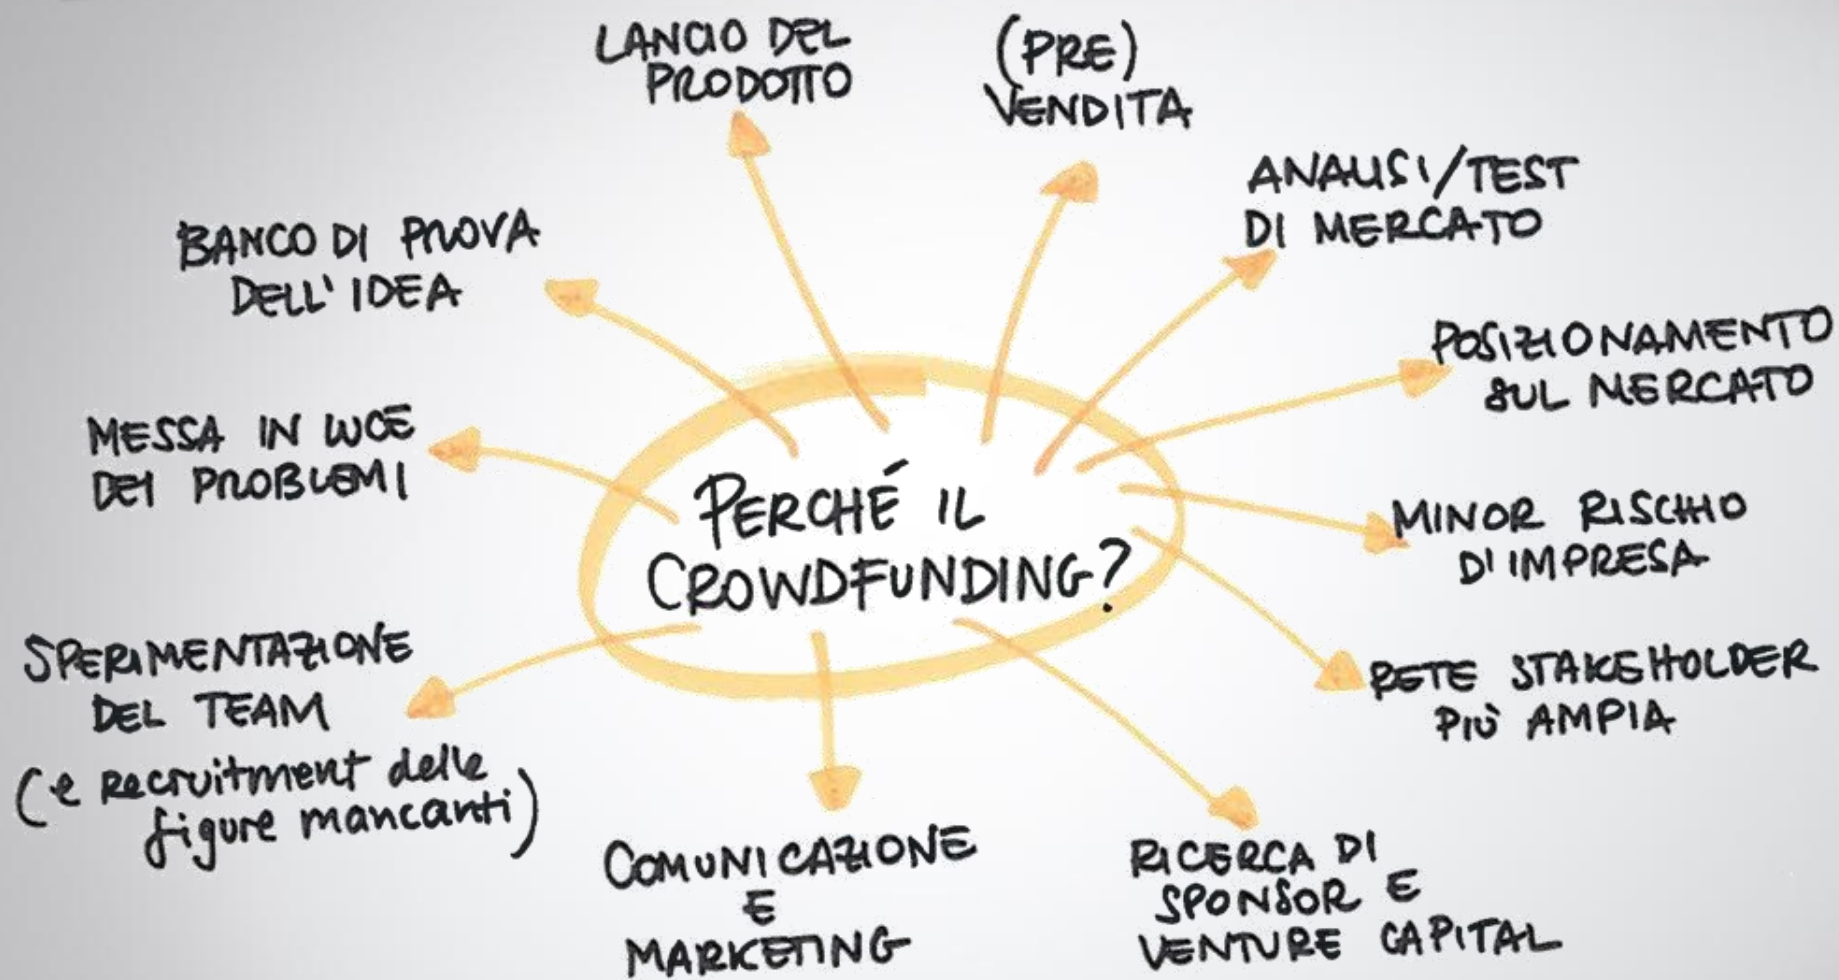 LANCIO DEL
PRODOTTO
(PRE)
VENDITA
ANALISI/TEST
DI MERCATO
BANCO DI PROVA
DELL'IDEA
POSIZIONAMENTO
SUL MERCATO
MESSA IN LUCE
DEI PROBLEMI
PERCHÉ IL
CROWDFUNDING?
MINOR RISCHIO
D'IMPRESA
SPERIMENTAZIONE
DEL TEAM
(e recruitment delle
figure mancanti)
RETE STAKEHOLDER
PIÙ AMPIA
COMUNICAZIONE
E
MARKETING
RICERCA DI
SPONSOR E
VENTURE CAPITAL